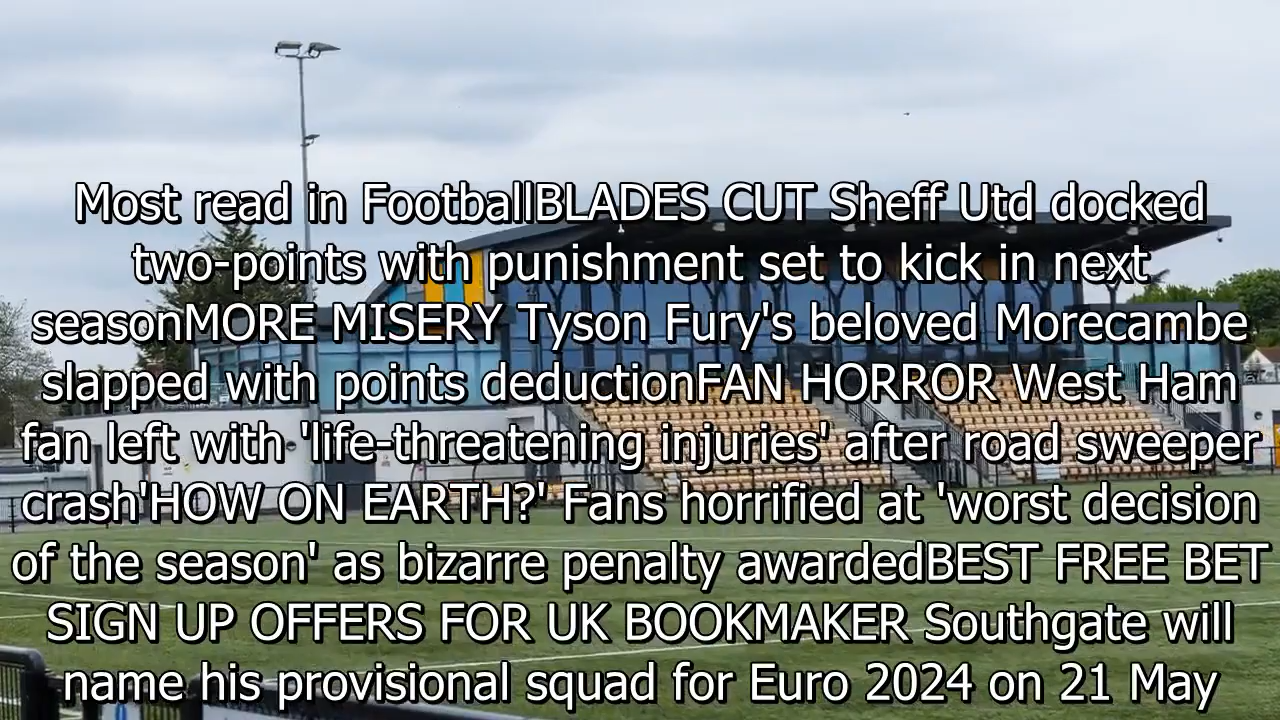 Most read in FootballBLADES CUT Sheff Utd docked
two-points with punishment set to kick in next
seasonMORE MISERY Tyson Fury's beloved Morecambe
slapped with points deductionFAN HORROR West Ham
fan left with 'life-threatening injuries' after road sweeper
crash'HOW ON EARTH?' Fans horrified at 'worst decision
of the season' as bizarre penalty awardedBEST FREE BET
SIGN UP OFFERS FOR UK BOOKMAKER Southgate will
name his provisional squad for Euro 2024 on 21 May